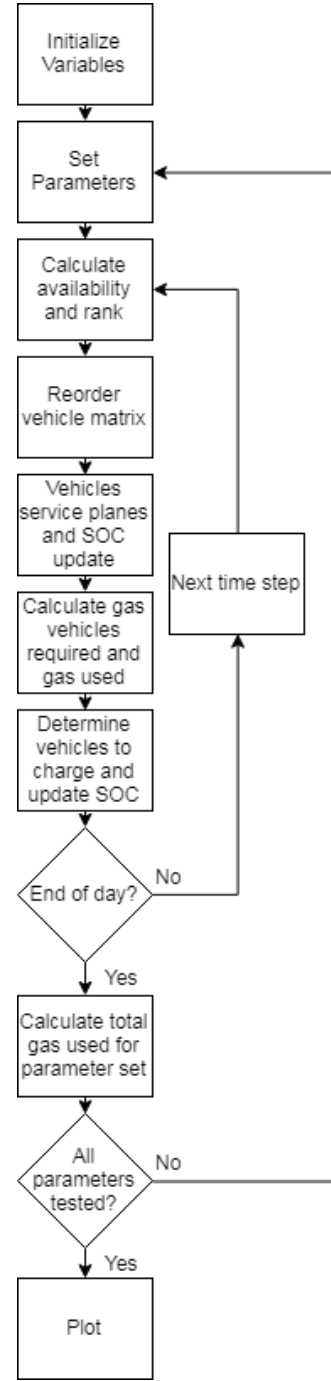 Initialize
Variables
Set
Parameters
Calculate
availability
and rank
Reorder
vehicle matrix
Vehicles
service planes
and SOC
update
Next time step
Calculate gas
vehicles
required and
gas used
Determine
vehicles to
charge and
update SOC
No
End of day?
Yes
Calculate total
gas used for
parameter set
No
All
parameters
tested?
Yes
Plot